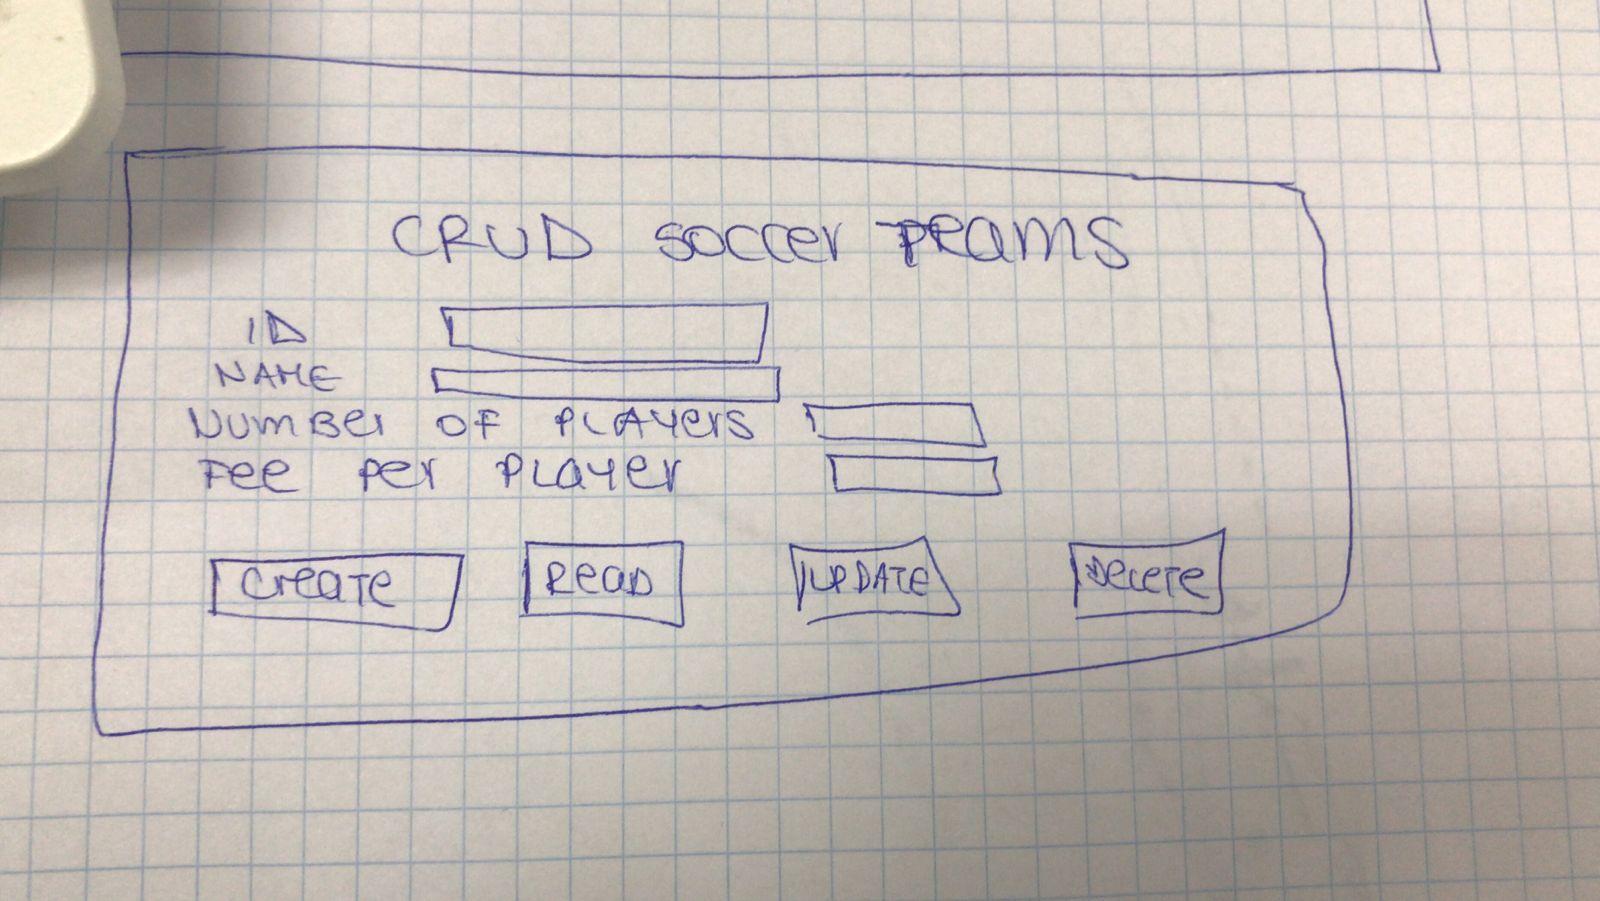 CRUD soccer Teams
ID
NAME
Number of Players
Fee per Player
Create Read UPDATE Delete